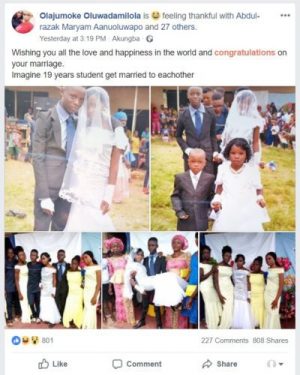 Olajumoke Oluwadamilola is 😂 feeling thankful with Abdul-
razak Maryam Aanuoluwapo and 27 others.
Yesterday at 3:19 PM · Akungba ·
Wishing you all the love and happiness in the world and congratulations on
your marriage.
Imagine 19 years student get married to eachother
801
227 Comments 808 Shares
Like Comment Share